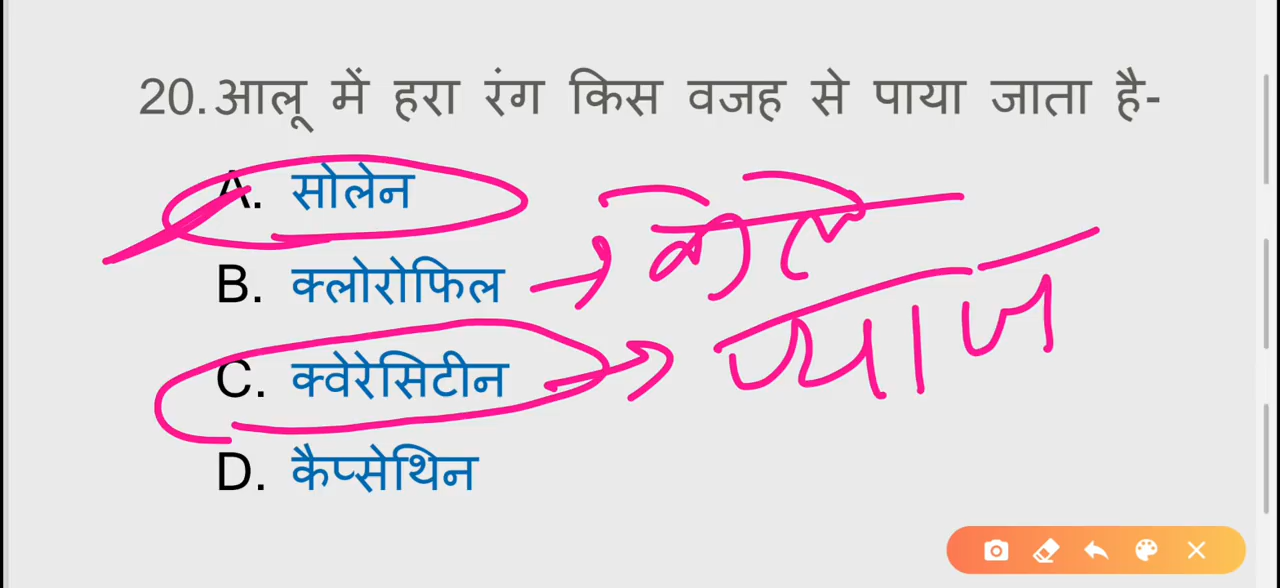 20. आलू में हरा रंग किस वजह से पाया जाता है-
A. सोलेन
B. क्लोरोफिल → केले
C. क्वेरेसिटीन → प्याज
D. कैप्सेथिन